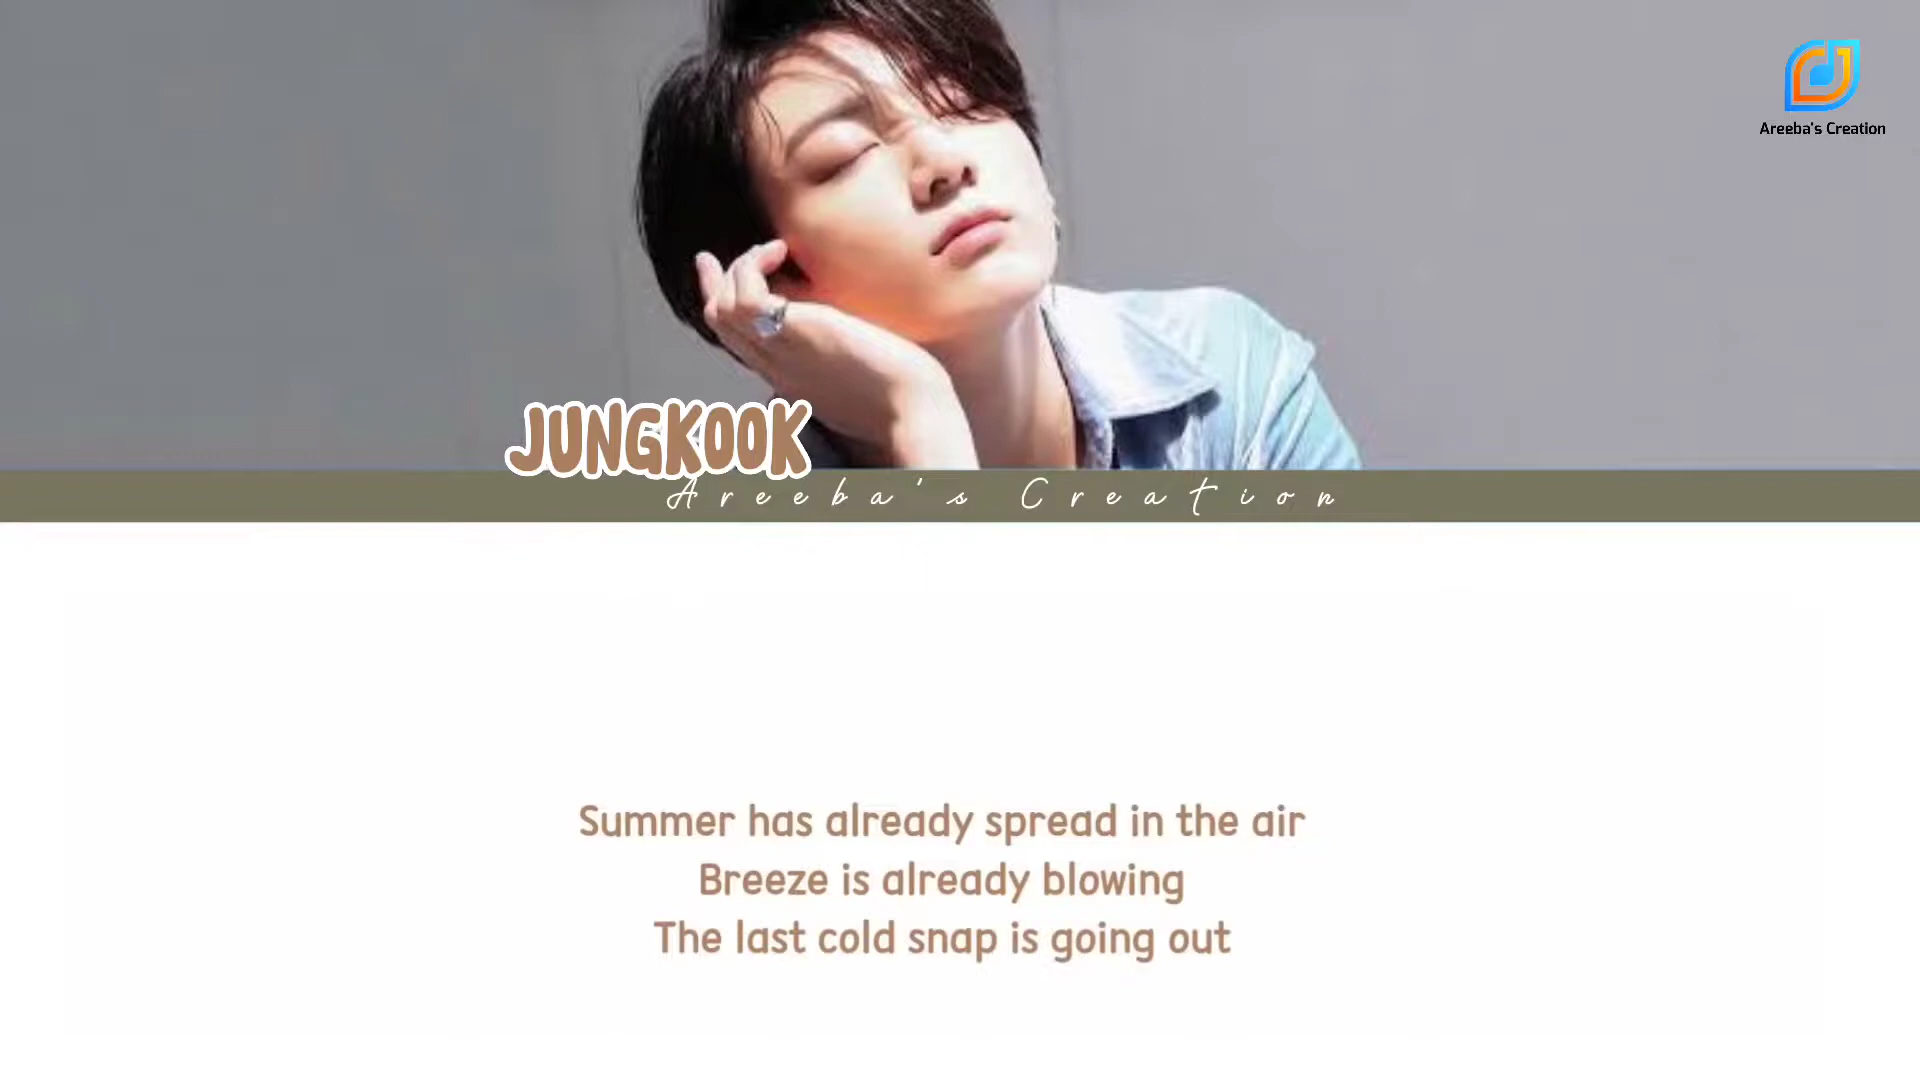 Areeba's Creation
JUNGKOOK
Areeba's Creation
Summer has already spread in the air
Breeze is already blowing
The last cold snap is going out